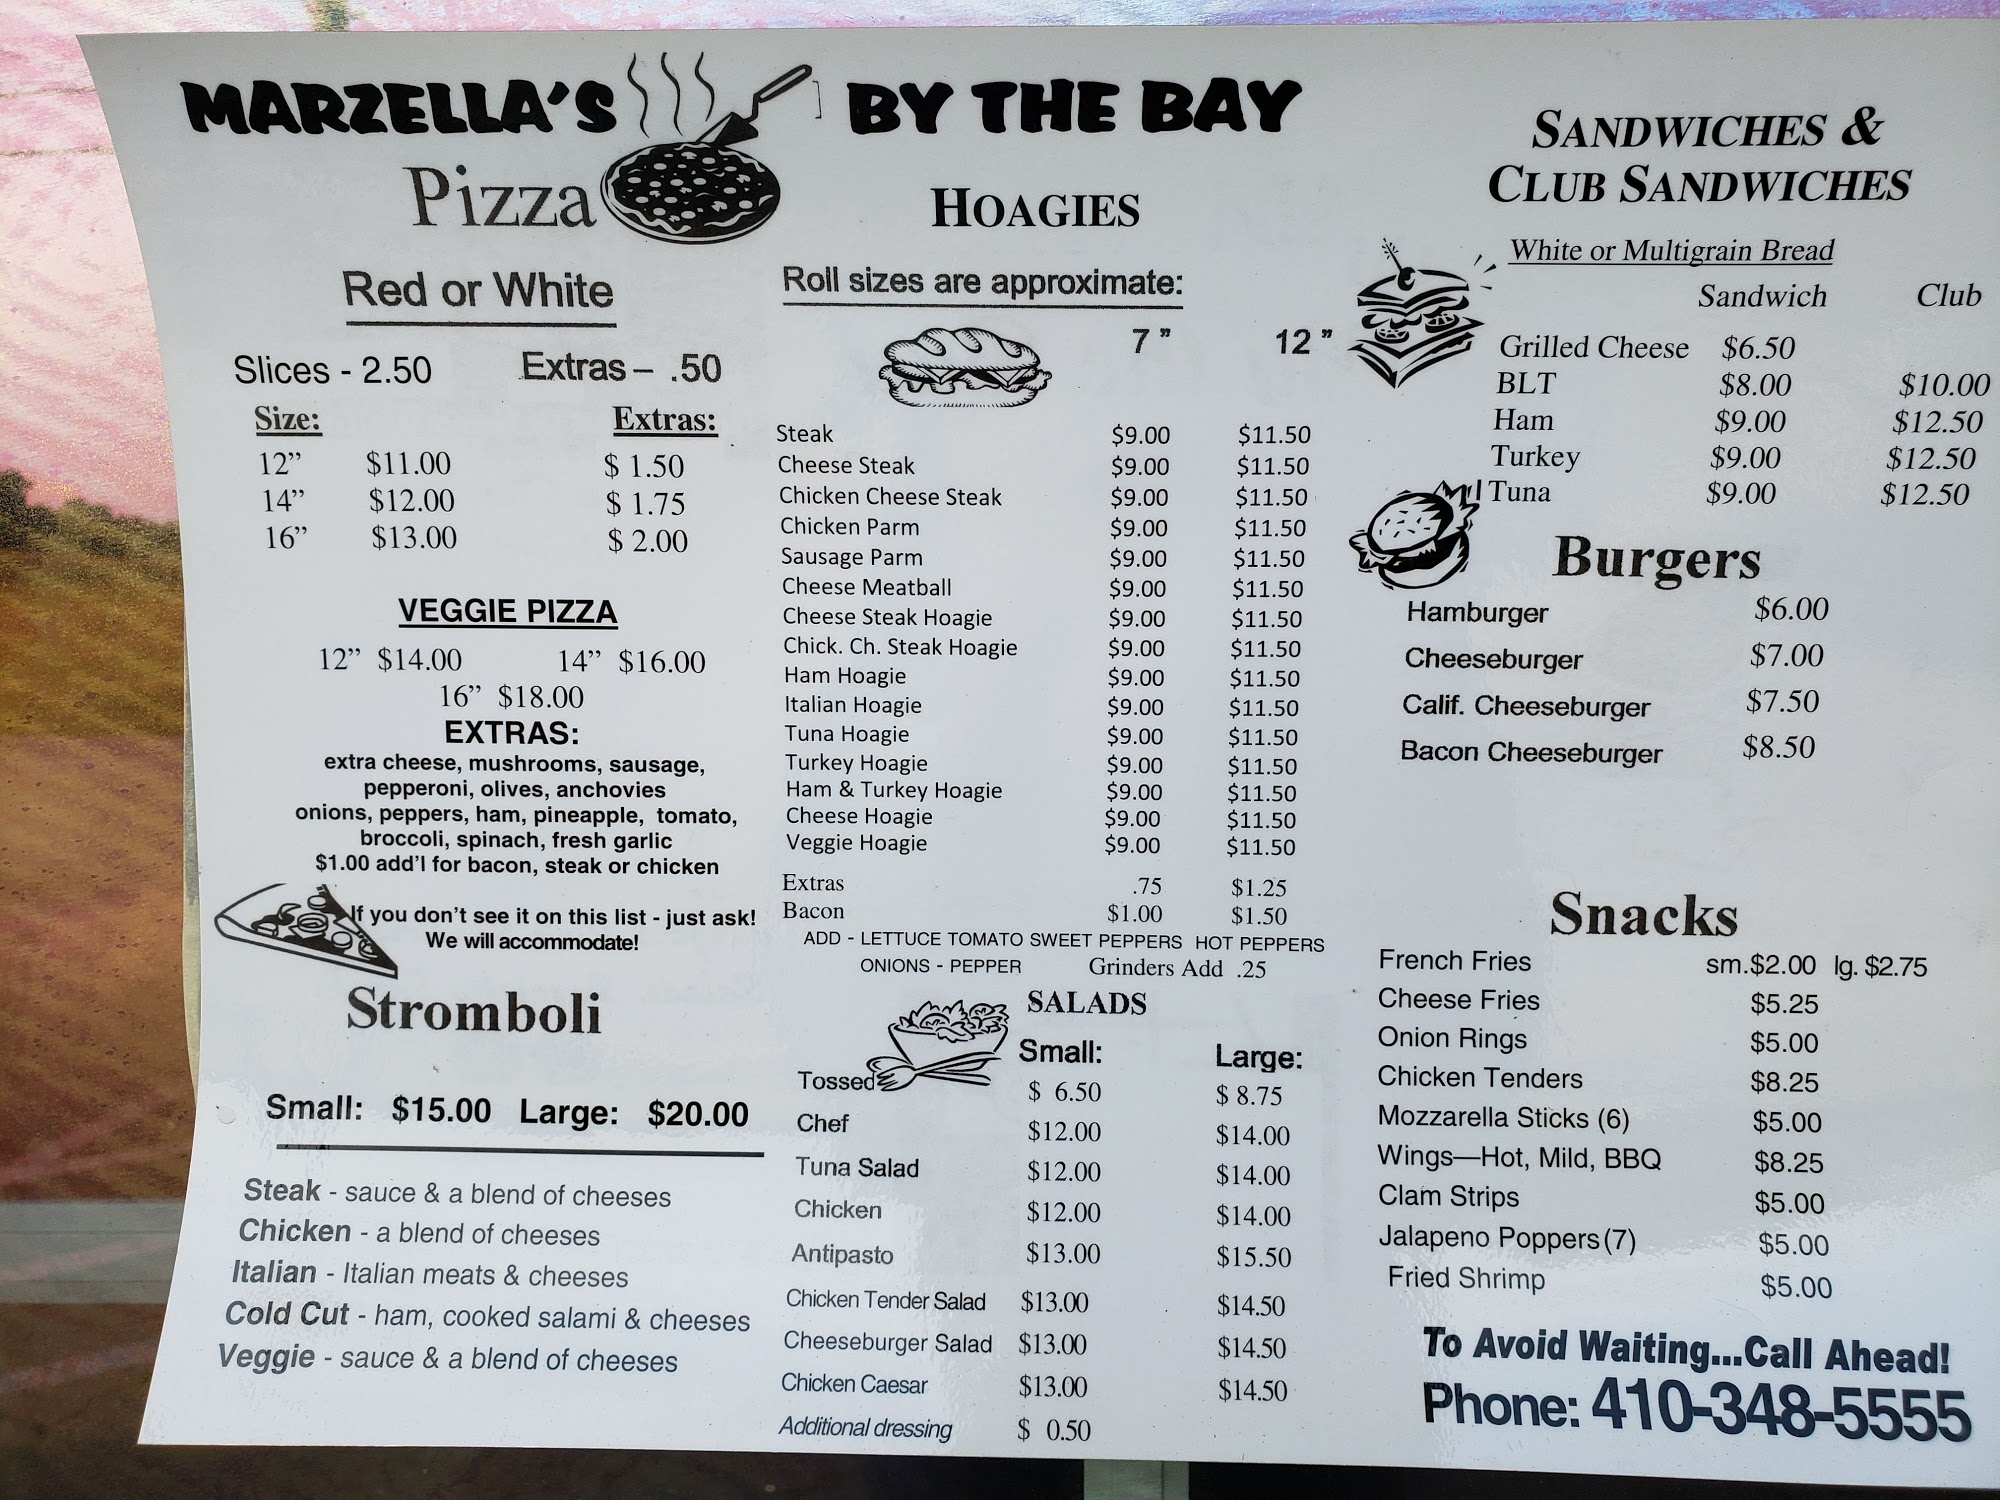 MARZELLA'S BY THE BAY
Pizza
Red or White
Slices - 2.50 Extras – .50
Size: Extras:
12” $11.00 $ 1.50
14” $12.00 $ 1.75
16” $13.00 $ 2.00
VEGGIE PIZZA
12” $14.00 14” $16.00
16” $18.00
EXTRAS:
extra cheese, mushrooms, sausage,
pepperoni, olives, anchovies
onions, peppers, ham, pineapple, tomato,
broccoli, spinach, fresh garlic
$1.00 add'l for bacon, steak or chicken
If you don't see it on this list - just ask!
We will accommodate!
Stromboli
Small: $15.00 Large: $20.00
Steak - sauce & a blend of cheeses
Chicken - a blend of cheeses
Italian - Italian meats & cheeses
Cold Cut - ham, cooked salami & cheeses
Veggie - sauce & a blend of cheeses
HOAGIES
Roll sizes are approximate:
7 ” 12 ”
Steak $9.00 $11.50
Cheese Steak $9.00 $11.50
Chicken Cheese Steak $9.00 $11.50
Chicken Parm $9.00 $11.50
Sausage Parm $9.00 $11.50
Cheese Meatball $9.00 $11.50
Cheese Steak Hoagie $9.00 $11.50
Chick. Ch. Steak Hoagie $9.00 $11.50
Ham Hoagie $9.00 $11.50
Italian Hoagie $9.00 $11.50
Tuna Hoagie $9.00 $11.50
Turkey Hoagie $9.00 $11.50
Ham & Turkey Hoagie $9.00 $11.50
Cheese Hoagie $9.00 $11.50
Veggie Hoagie $9.00 $11.50
Extras .75 $1.25
Bacon $1.00 $1.50
ADD - LETTUCE TOMATO SWEET PEPPERS HOT PEPPERS
ONIONS - PEPPER Grinders Add .25
SALADS
Small: Large:
Tossed $ 6.50 $ 8.75
Chef $12.00 $14.00
Tuna Salad $12.00 $14.00
Chicken $12.00 $14.00
Antipasto $13.00 $15.50
Chicken Tender Salad $13.00 $14.50
Cheeseburger Salad $13.00 $14.50
Chicken Caesar $13.00 $14.50
Additional dressing $ 0.50
SANDWICHES &
CLUB SANDWICHES
White or Multigrain Bread
Sandwich Club
Grilled Cheese $6.50
BLT $8.00 $10.00
Ham $9.00 $12.50
Turkey $9.00 $12.50
Tuna $9.00 $12.50
Burgers
Hamburger $6.00
Cheeseburger $7.00
Calif. Cheeseburger $7.50
Bacon Cheeseburger $8.50
Snacks
French Fries sm.$2.00 lg. $2.75
Cheese Fries $5.25
Onion Rings $5.00
Chicken Tenders $8.25
Mozzarella Sticks (6) $5.00
Wings—Hot, Mild, BBQ $8.25
Clam Strips $5.00
Jalapeno Poppers (7) $5.00
Fried Shrimp $5.00
To Avoid Waiting...Call Ahead!
Phone: 410-348-5555